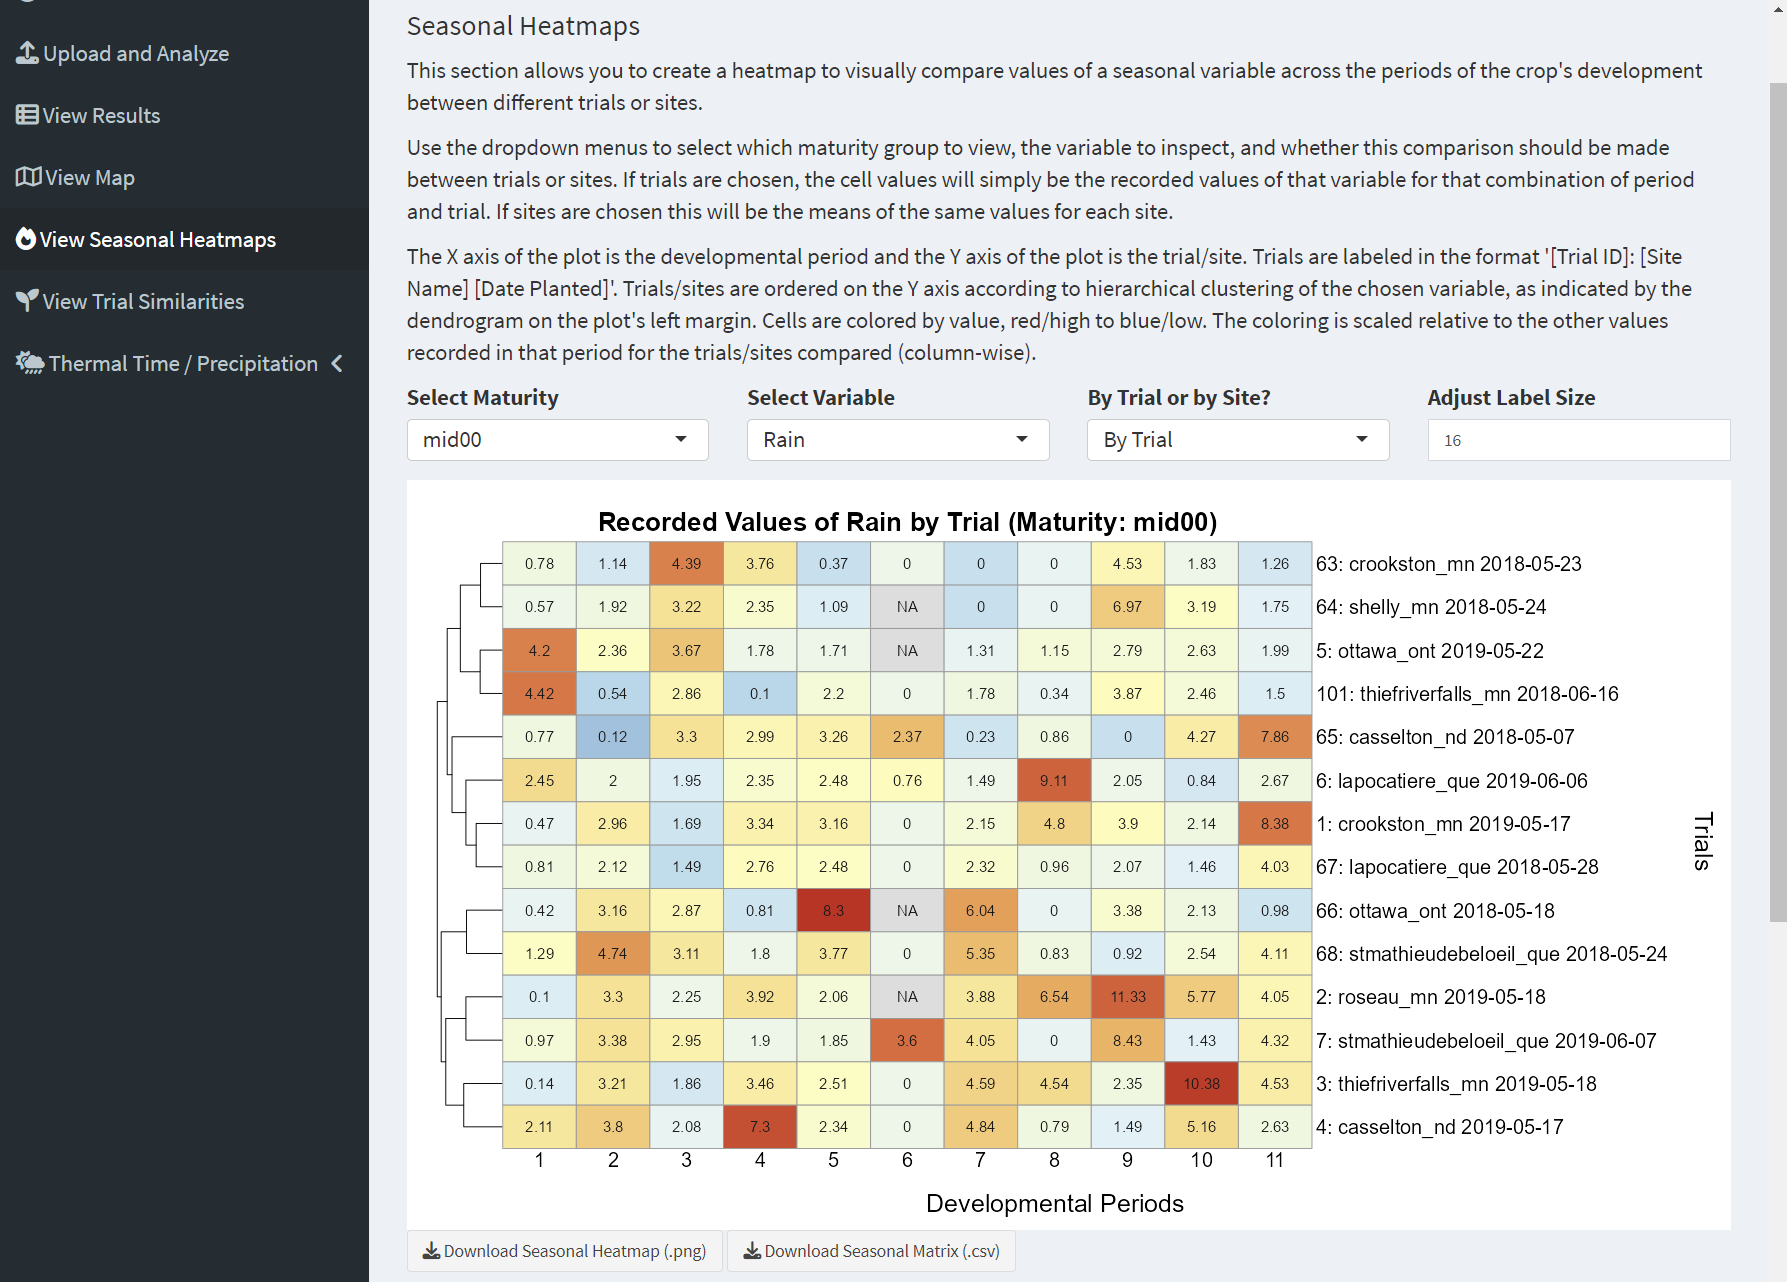 Upload and Analyze
View Results
View Map
View Seasonal Heatmaps
View Trial Similarities
Thermal Time / Precipitation
Seasonal Heatmaps
This section allows you to create a heatmap to visually compare values of a seasonal variable across the periods of the crop's development
between different trials or sites.
Use the dropdown menus to select which maturity group to view, the variable to inspect, and whether this comparison should be made
between trials or sites. If trials are chosen, the cell values will simply be the recorded values of that variable for that combination of period
and trial. If sites are chosen this will be the means of the same values for each site.
The X axis of the plot is the developmental period and the Y axis of the plot is the trial/site. Trials are labeled in the format '[Trial ID]: [Site
Name] [Date Planted]'. Trials/sites are ordered on the Y axis according to hierarchical clustering of the chosen variable, as indicated by the
dendrogram on the plot's left margin. Cells are colored by value, red/high to blue/low. The coloring is scaled relative to the other values
recorded in that period for the trials/sites compared (column-wise).
Select Maturity Select Variable By Trial or by Site? Adjust Label Size
mid00 Rain By Trial 16
Recorded Values of Rain by Trial (Maturity: mid00)
0.78 1.14 4.39 3.76 0.37 0 0 0 4.53 1.83 1.26 63: crookston_mn 2018-05-23
0.57 1.92 3.22 2.35 1.09 NA 0 0 6.97 3.19 1.75 64: shelly_mn 2018-05-24
4.2 2.36 3.67 1.78 1.71 NA 1.31 1.15 2.79 2.63 1.99 5: ottawa_ont 2019-05-22
4.42 0.54 2.86 0.1 2.2 0 1.78 0.34 3.87 2.46 1.5 101: thiefriverfalls_mn 2018-06-16
0.77 0.12 3.3 2.99 3.26 2.37 0.23 0.86 0 4.27 7.86 65: casselton_nd 2018-05-07
2.45 2 1.95 2.35 2.48 0.76 1.49 9.11 2.05 0.84 2.67 6: lapocatiere_que 2019-06-06
0.47 2.96 1.69 3.34 3.16 0 2.15 4.8 3.9 2.14 8.38 1: crookston_mn 2019-05-17
0.81 2.12 1.49 2.76 2.48 0 2.32 0.96 2.07 1.46 4.03 67: lapocatiere_que 2018-05-28
0.42 3.16 2.87 0.81 8.3 NA 6.04 0 3.38 2.13 0.98 66: ottawa_ont 2018-05-18
1.29 4.74 3.11 1.8 3.77 0 5.35 0.83 0.92 2.54 4.11 68: stmathieudebeloeil_que 2018-05-24
0.1 3.3 2.25 3.92 2.06 NA 3.88 6.54 11.33 5.77 4.05 2: roseau_mn 2019-05-18
0.97 3.38 2.95 1.9 1.85 3.6 4.05 0 8.43 1.43 4.32 7: stmathieudebeloeil_que 2019-06-07
0.14 3.21 1.86 3.46 2.51 0 4.59 4.54 2.35 10.38 4.53 3: thiefriverfalls_mn 2019-05-18
2.11 3.8 2.08 7.3 2.34 0 4.84 0.79 1.49 5.16 2.63 4: casselton_nd 2019-05-17
1 2 3 4 5 6 7 8 9 10 11
Trials
Developmental Periods
Download Seasonal Heatmap (.png) Download Seasonal Matrix (.csv)